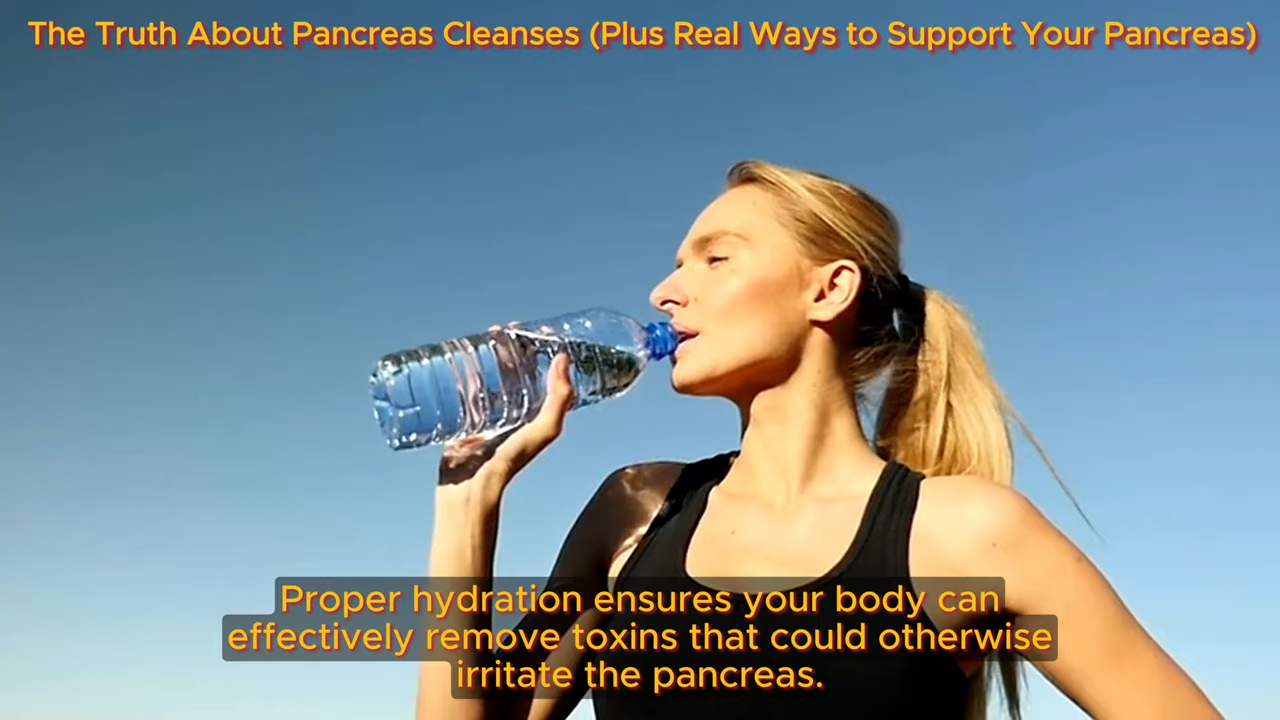 The Truth About Pancreas Cleanses (Plus Real Ways to Support Your Pancreas)
Proper hydration ensures your body can
effectively remove toxins that could otherwise
irritate the pancreas.